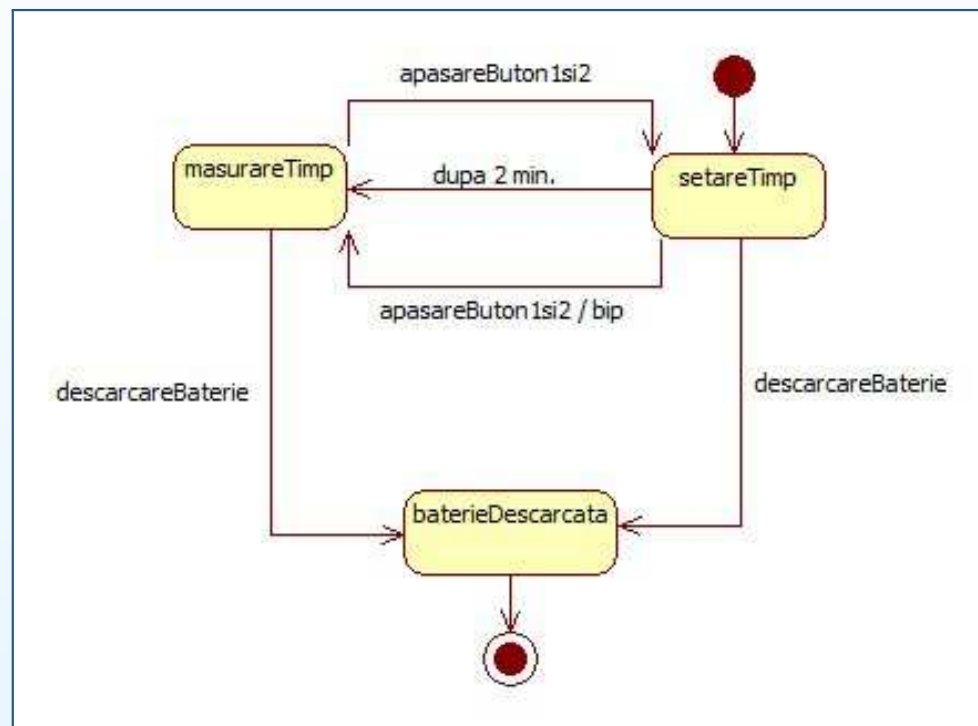 apasareButon1si2
masurareTimp
dupa 2 min.
setareTimp
apasareButon1si2 / bip
descarcareBaterie
descarcareBaterie
baterieDescarcata